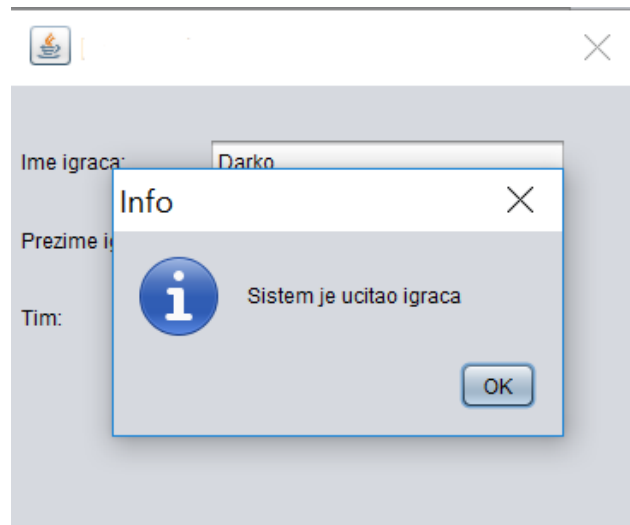 Ime igraca:
Darko
Info
Prezime
Sistem je ucitao igraca
Tim:
OK